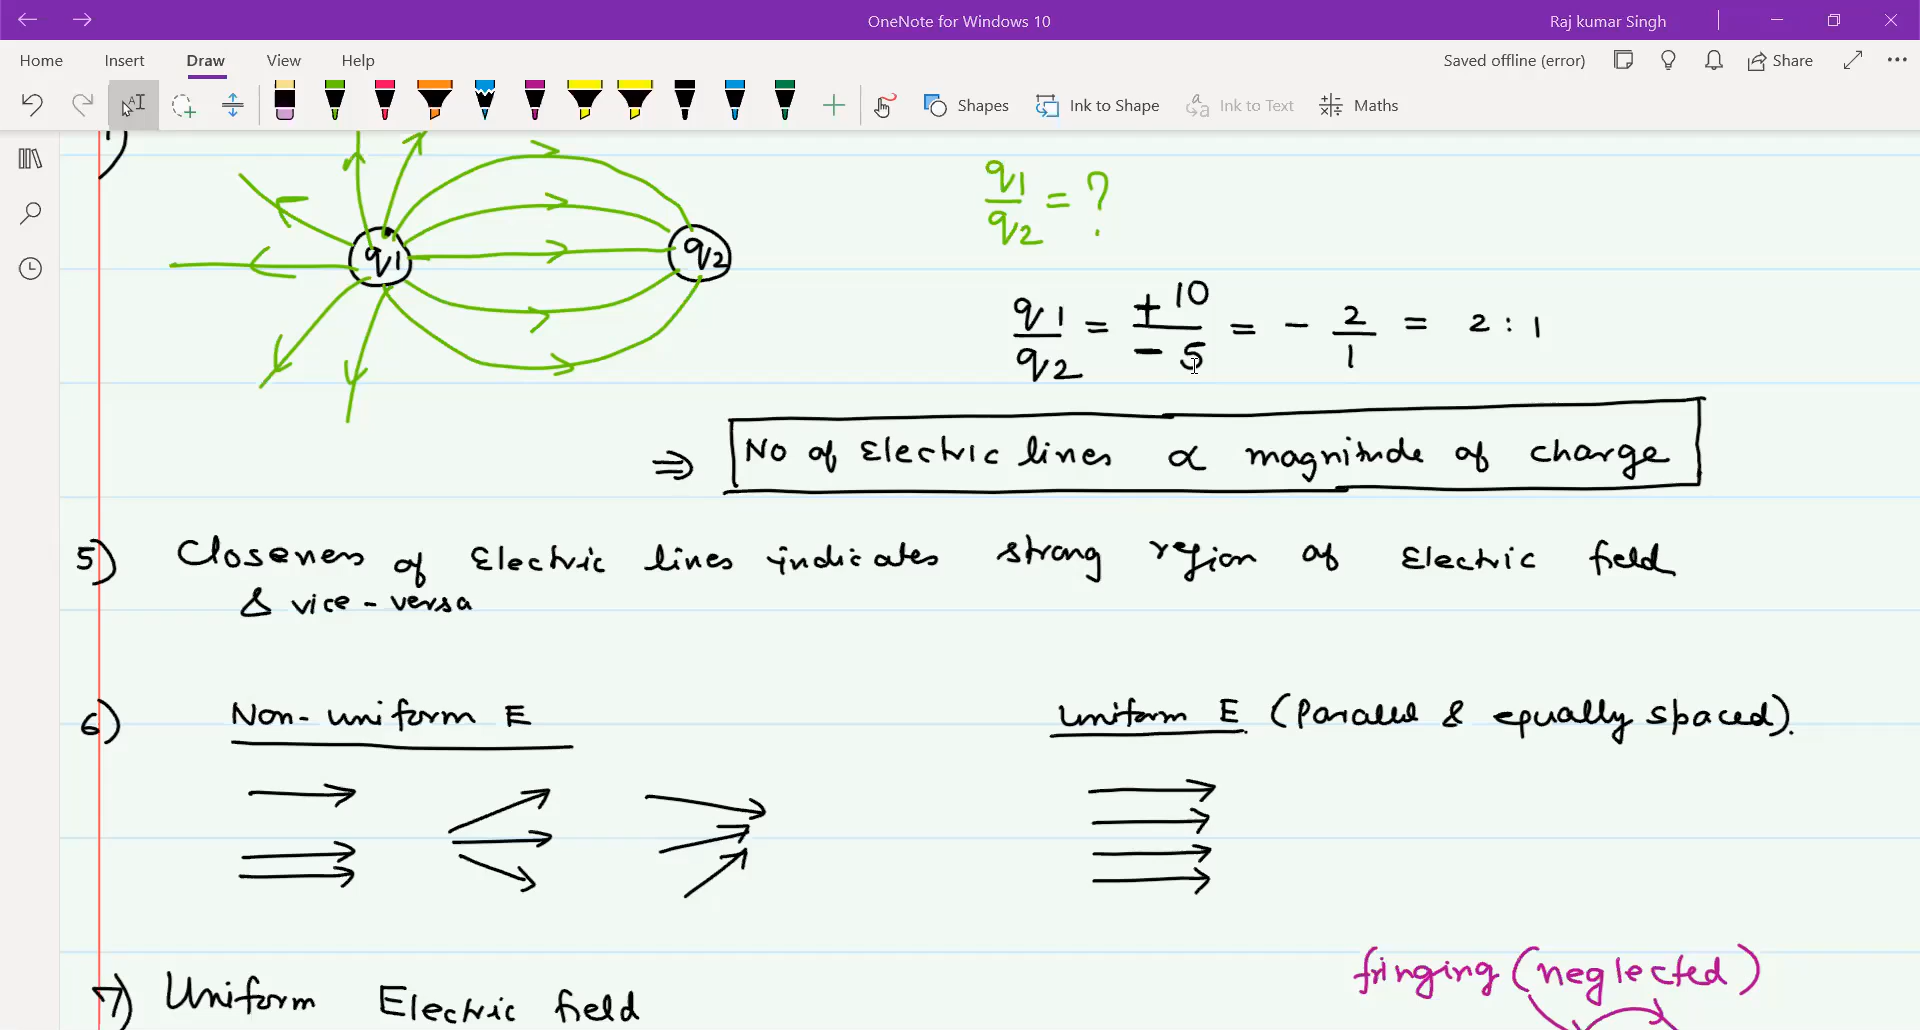 OneNote for Windows 10
Raj kumar Singh
Home Insert Draw View Help
Saved offline (error) Share
Shapes Ink to Shape Ink to Text Maths
q1/q2 = ?
q1 q2
q1/q2 = +10/-5 = - 2/1 = 2 : 1
⇒ No of Electric lines ∝ magnitude of charge
5) Closeness of Electric lines indicates strong region of Electric field
& vice-versa
6) Non-uniform E
Uniform E (Parallel & equally spaced).
fringing (neglected)
7) Uniform Electric field